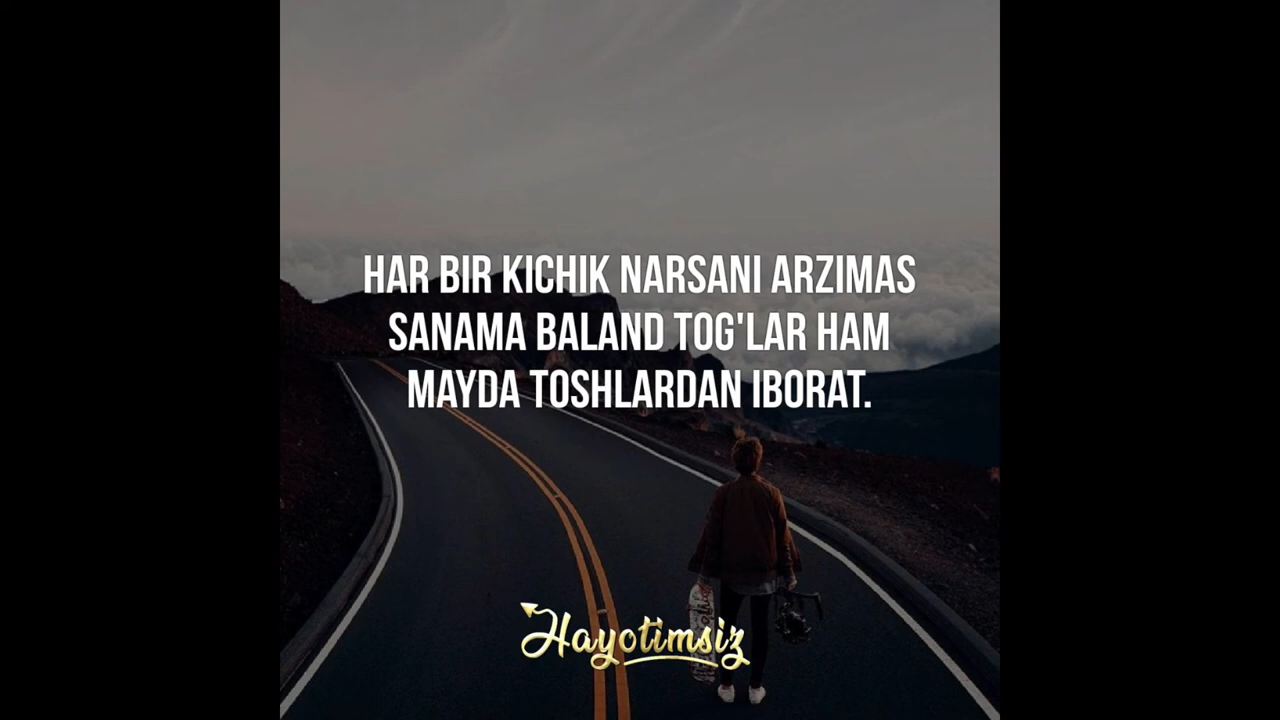 HAR BIR KICHIK NARSANI ARZIMAS
SANAMA BALAND TOG'LAR HAM
MAYDA TOSHLARDAN IBORAT.
Hayotimsiz